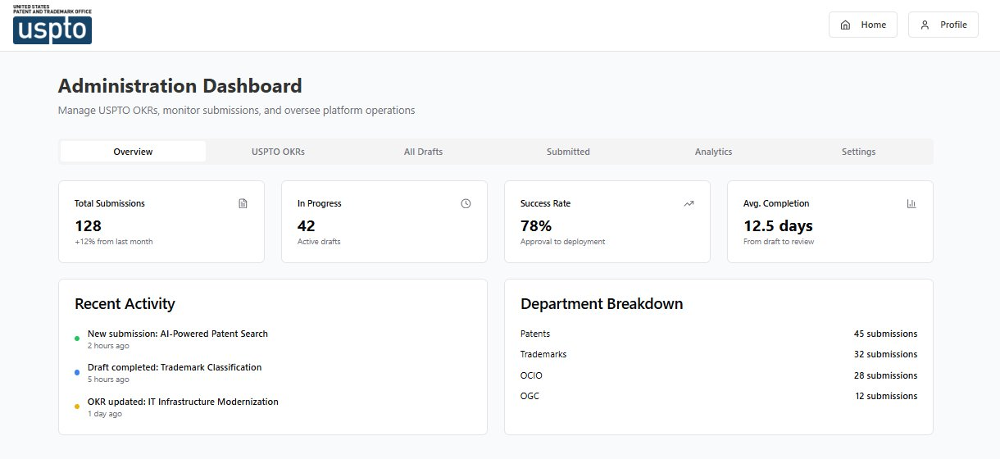 UNITED STATES
PATENT AND TRADEMARK OFFICE
uspto
Home
Profile
Administration Dashboard
Manage USPTO OKRs, monitor submissions, and oversee platform operations
Overview
USPTO OKRs
All Drafts
Submitted
Analytics
Settings
Total Submissions
128
+12% from last month
In Progress
42
Active drafts
Success Rate
78%
Approval to deployment
Avg. Completion
12.5 days
From draft to review
Recent Activity
New submission: AI-Powered Patent Search
2 hours ago
Draft completed: Trademark Classification
5 hours ago
OKR updated: IT Infrastructure Modernization
1 day ago
Department Breakdown
Patents 45 submissions
Trademarks 32 submissions
OCIO 28 submissions
OGC 12 submissions